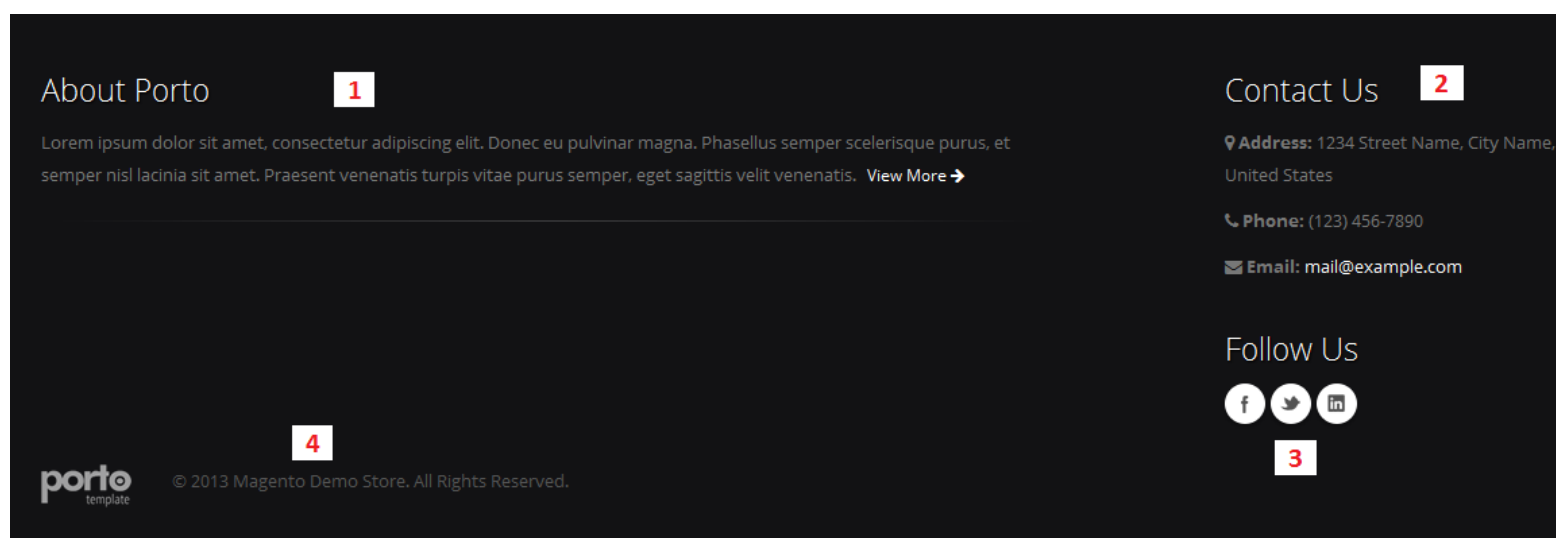 About Porto
1
Lorem ipsum dolor sit amet, consectetur adipiscing elit. Donec eu pulvinar magna. Phasellus semper scelerisque purus, et
semper nisl lacinia sit amet. Praesent venenatis turpis vitae purus semper, eget sagittis velit venenatis. View More
Contact Us
2
Address: 1234 Street Name, City Name,
United States
Phone: (123) 456-7890
Email: mail@example.com
Follow Us
f in
3
4
porto
template
© 2013 Magento Demo Store. All Rights Reserved.